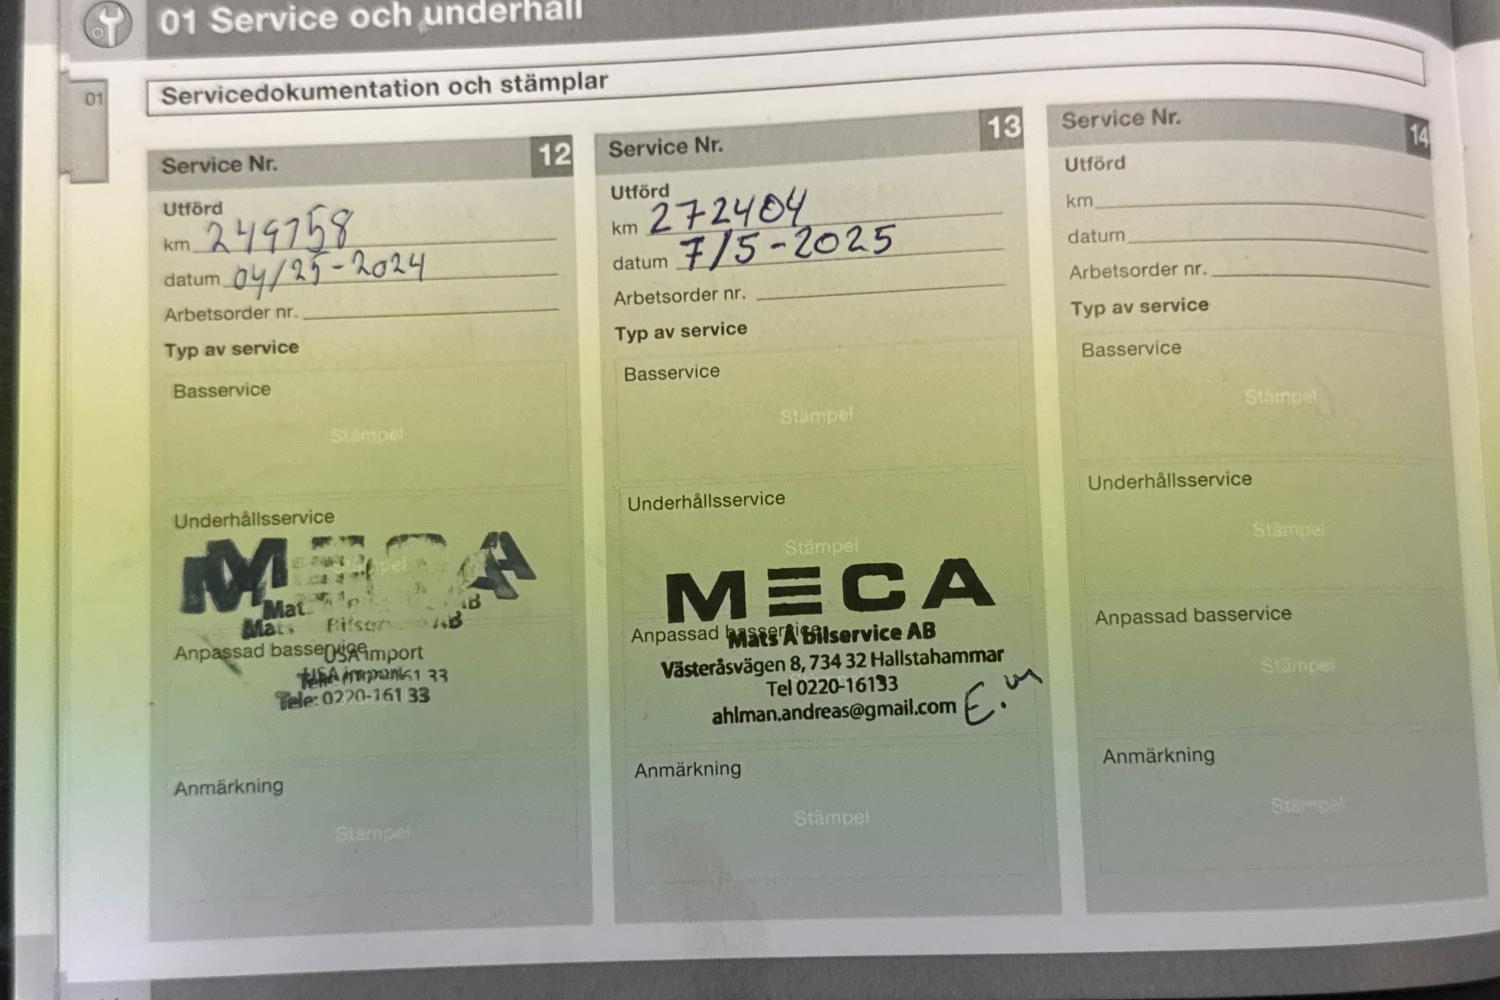 01 Service och underhåll
01
Servicedokumentation och stämplar
Service Nr. 12
Utförd
km 249758
datum 04/25-2024
Arbetsorder nr.
Typ av service
Basservice
Stämpel
Underhållsservice
MECA
Mats Bilser AB
Anpassad basservice
USA import
Tele: 0220-161 33
Anmärkning
Stämpel
Service Nr. 13
Utförd
km 272404
datum 7/5-2025
Arbetsorder nr.
Typ av service
Basservice
Stämpel
Underhållsservice
Stämpel
MECA
Anpassad basservice
Mats A bilservice AB
Västeråsvägen 8, 734 32 Hallstahammar
Tel 0220-16133
ahlman.andreas@gmail.com
Anmärkning
Stämpel
Service Nr. 14
Utförd
km
datum
Arbetsorder nr.
Typ av service
Basservice
Stämpel
Underhållsservice
Stämpel
Anpassad basservice
Stämpel
Anmärkning
Stämpel